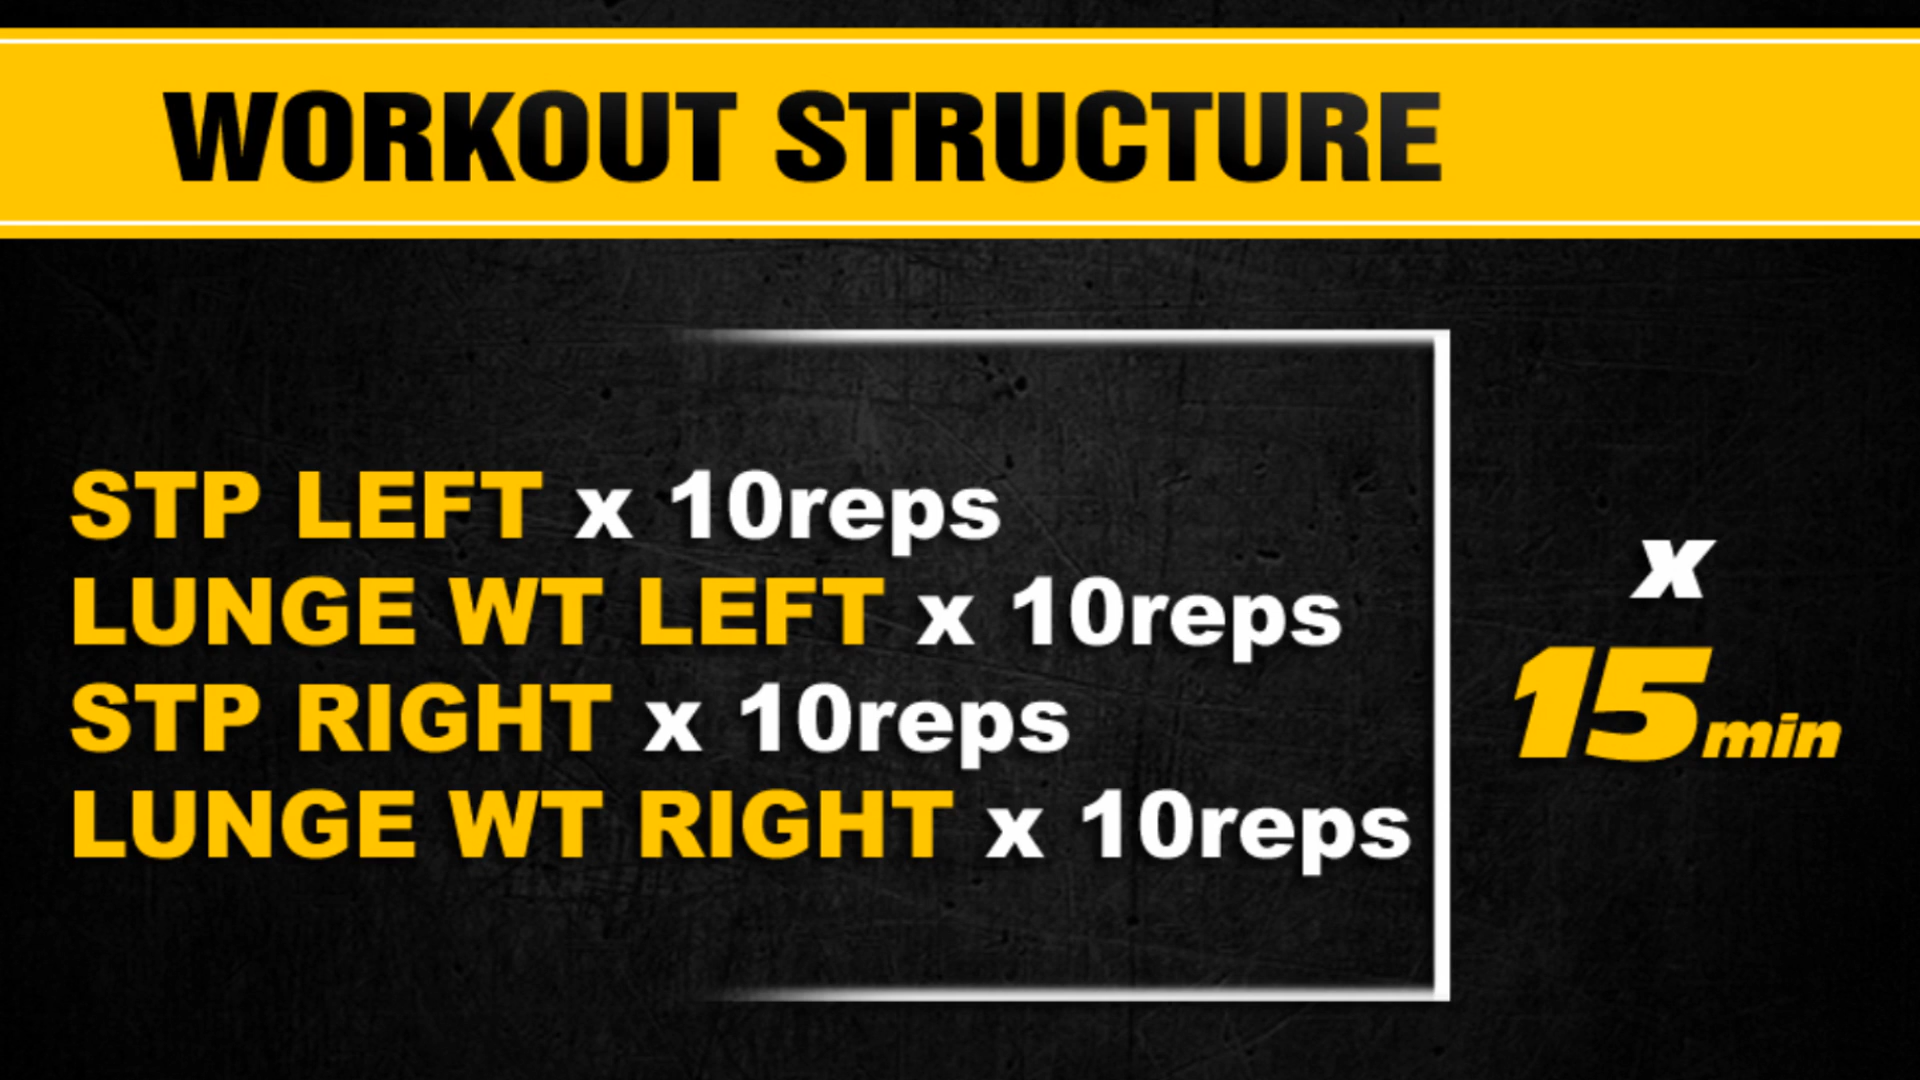 WORKOUT STRUCTURE
STP LEFT x 10reps
LUNGE WT LEFT x 10reps
STP RIGHT x 10reps
LUNGE WT RIGHT x 10reps
x
15min